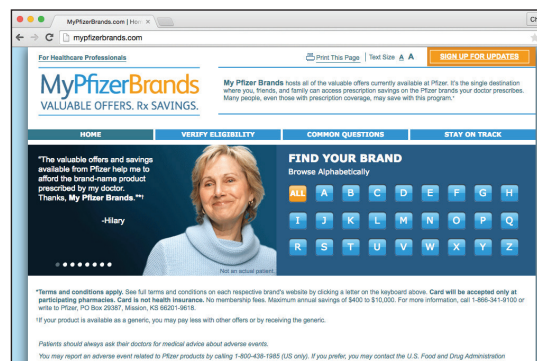 MyPfizerBrands.com | Hom ×
Ch
mypfizerbrands.com
For Healthcare Professionals
Print This Page | Text Size A A
SIGN UP FOR UPDATES
MyPfizerBrands
VALUABLE OFFERS. Rx SAVINGS.
My Pfizer Brands hosts all of the valuable offers currently available at Pfizer. It's the single destination
where you, friends, and family can access prescription savings on the Pfizer brands your doctor prescribes.
Many people, even those with prescription coverage, may save with this program.*
HOME VERIFY ELIGIBILITY COMMON QUESTIONS STAY ON TRACK
"The valuable offers and savings
available from Pfizer help me to
afford the brand-name product
prescribed by my doctor.
Thanks, My Pfizer Brands."*†
-Hilary
Not an actual patient.
FIND YOUR BRAND
Browse Alphabetically
ALL A B C D E F G H
I J K L M N O P Q
R S T U V W X Y Z
*Terms and conditions apply. See full terms and conditions on each respective brand's website by clicking a letter on the keyboard above. Card will be accepted only at
participating pharmacies. Card is not health insurance. No membership fees. Maximum annual savings of $400 to $10,000. For more information, call 1-866-341-9100 or
write to Pfizer, PO Box 29387, Mission, KS 66201-9618.
†If your product is available as a generic, you may pay less with other offers or by receiving the generic.
Patients should always ask their doctors for medical advice about adverse events.
You may report an adverse event related to Pfizer products by calling 1-800-438-1985 (US only). If you prefer, you may contact the U.S. Food and Drug Administration